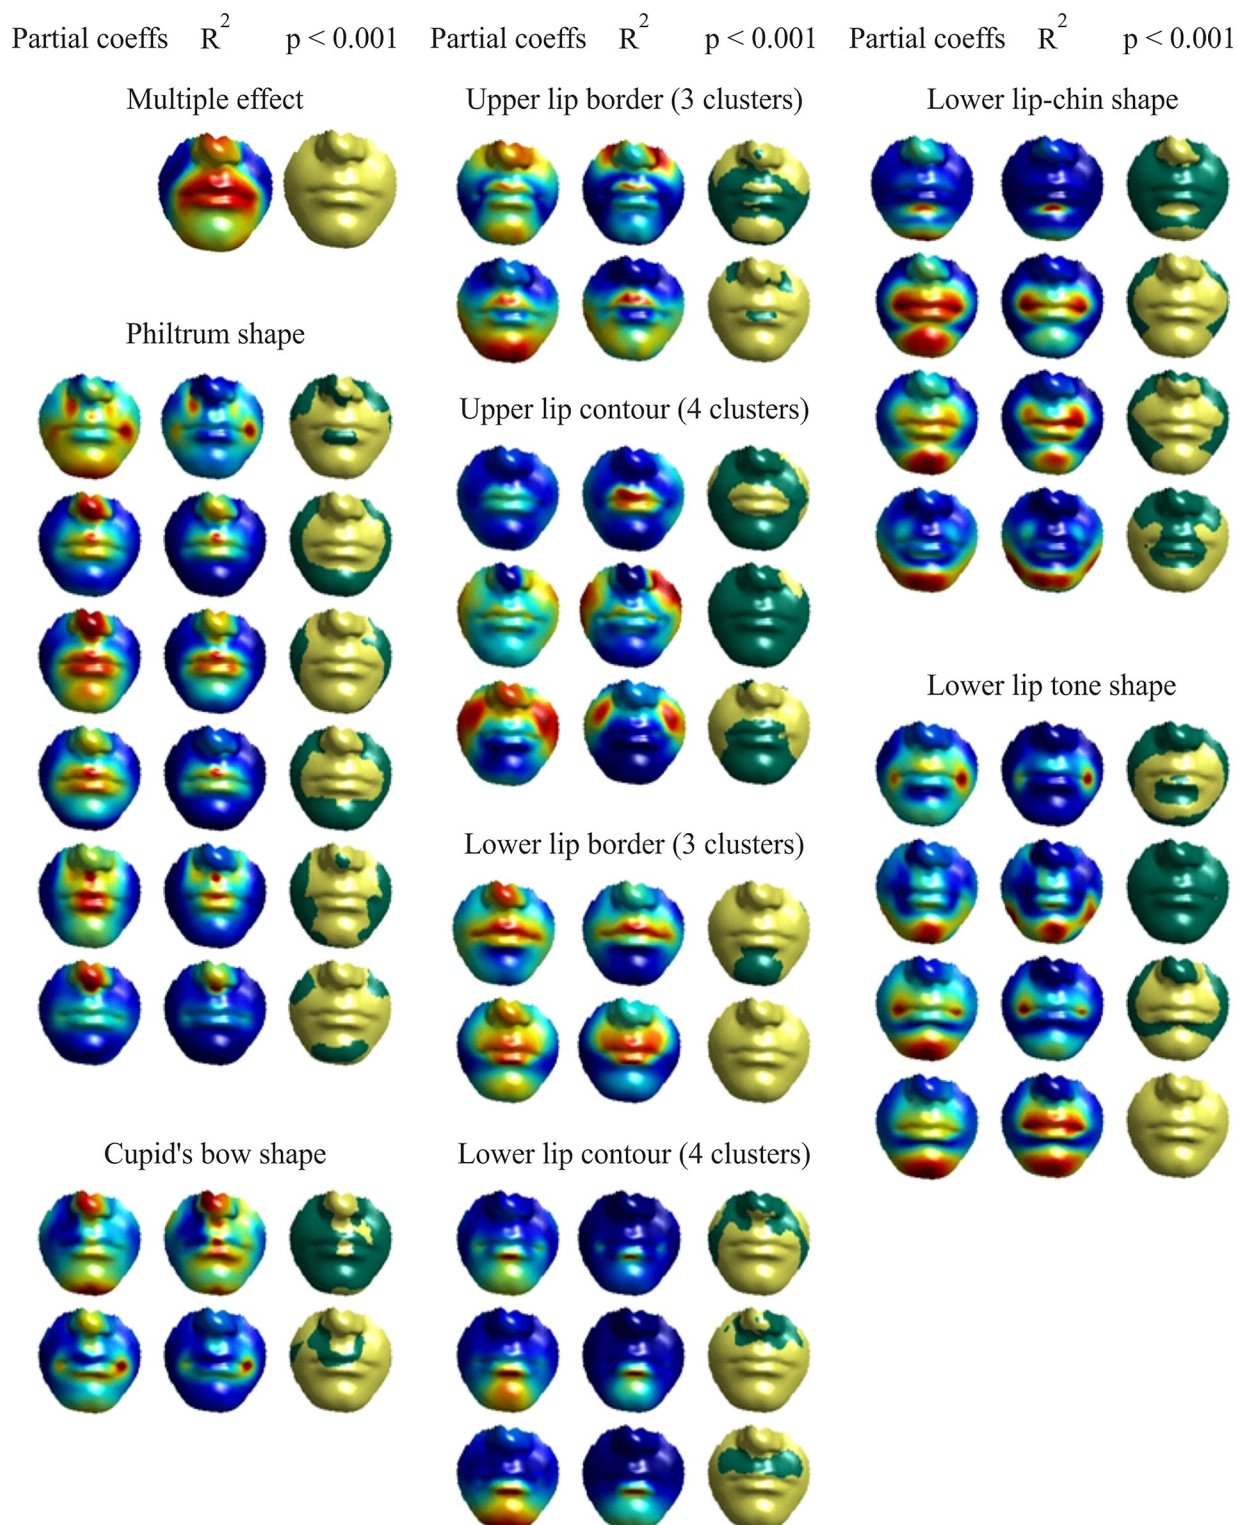 Partial coeffs R² p < 0.001 Partial coeffs R² p < 0.001 Partial coeffs R² p < 0.001
Multiple effect
Philtrum shape
Cupid's bow shape
Upper lip border (3 clusters)
Upper lip contour (4 clusters)
Lower lip border (3 clusters)
Lower lip contour (4 clusters)
Lower lip-chin shape
Lower lip tone shape